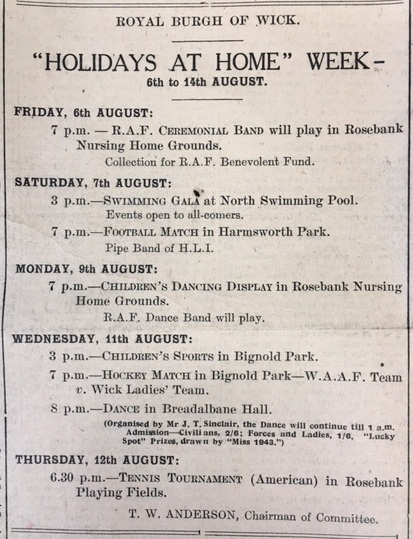 ROYAL BURGH OF WICK.
"HOLIDAYS AT HOME" WEEK—
6th to 14th AUGUST.
FRIDAY, 6th AUGUST:
7 p.m. — R.A.F. CEREMONIAL BAND will play in Rosebank
Nursing Home Grounds.
Collection for R.A.F. Benevolent Fund.
SATURDAY, 7th AUGUST:
3 p.m.—SWIMMING GALA at North Swimming Pool.
Events open to all-comers.
7 p.m.—FOOTBALL MATCH in Harmsworth Park.
Pipe Band of H.L.I.
MONDAY, 9th AUGUST:
7 p.m.—CHILDREN'S DANCING DISPLAY in Rosebank Nursing
Home Grounds.
R.A.F. Dance Band will play.
WEDNESDAY, 11th AUGUST:
3 p.m.—CHILDREN'S SPORTS in Bignold Park.
7 p.m.—HOCKEY MATCH in Bignold Park—W.A.A.F. Team
v. Wick Ladies' Team.
8 p.m.—DANCE in Breadalbane Hall.
(Organised by Mr J. T. Sinclair, the Dance will continue till 1 a.m.
Admission—Civilians, 2/6; Forces and Ladies, 1/6. "Lucky
Spot" Prizes, drawn by "Miss 1943.")
THURSDAY, 12th AUGUST:
6.30 p.m.—TENNIS TOURNAMENT (American) in Rosebank
Playing Fields.
T. W. ANDERSON, Chairman of Committee.